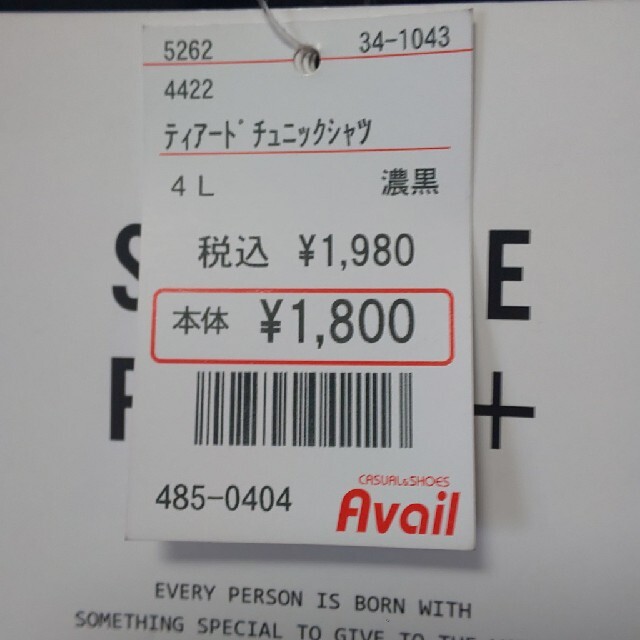 5262 34-1043
4422
ティアードチュニックシャツ
4L 濃黒
税込 ¥1,980
本体 ¥1,800
485-0404
CASUAL&SHOES
Avail
EVERY PERSON IS BORN WITH
SOMETHING SPECIAL TO GIVE TO THE